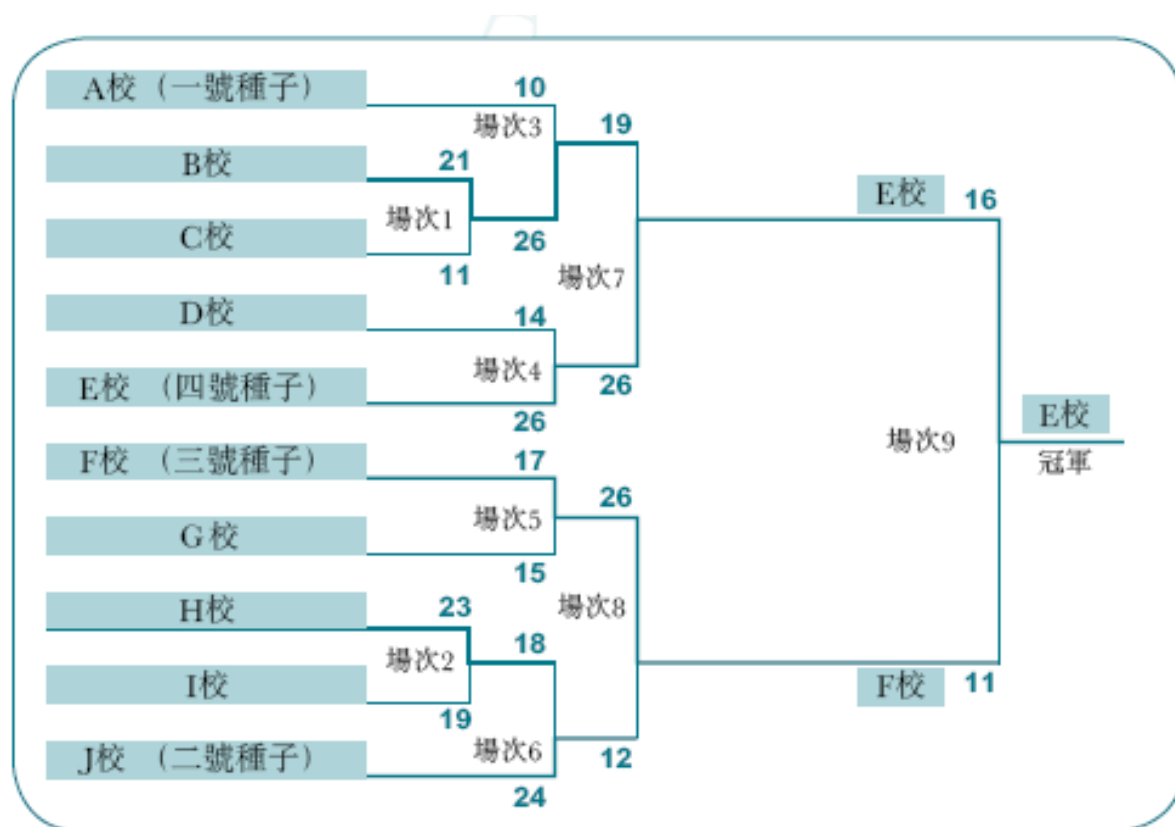 A校 （一號種子）
10
場次3
19
B校
21
場次1
C校
11
26
E校
16
場次7
D校
14
場次4
E校 （四號種子）
26
26
E校
冠軍
場次9
F校 （三號種子）
17
場次5
26
G校
15
H校
23
場次8
18
場次2
I校
19
F校
11
J校 （二號種子）
場次6
12
24